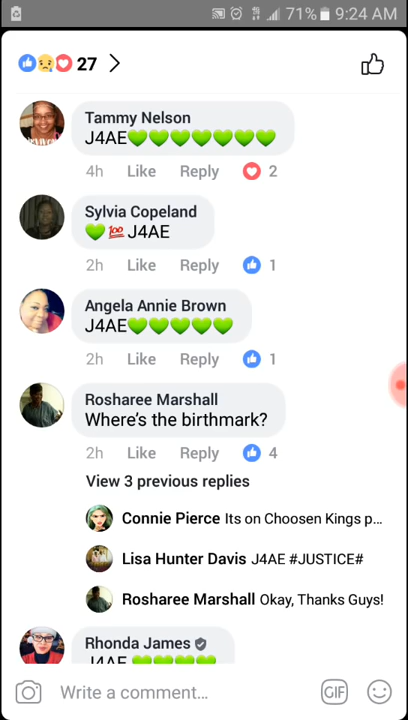 71% 9:24 AM
27
Tammy Nelson
J4AE💚💚💚💚💚💚💚
4h Like Reply 2
Sylvia Copeland
💚💯J4AE
2h Like Reply 1
Angela Annie Brown
J4AE💚💚💚💚💚
2h Like Reply 1
Rosharee Marshall
Where's the birthmark?
2h Like Reply 4
View 3 previous replies
Connie Pierce Its on Choosen Kings p...
Lisa Hunter Davis J4AE #JUSTICE#
Rosharee Marshall Okay, Thanks Guys!
Rhonda James
J4AE 💚💚💚💚💚
Write a comment...
GIF